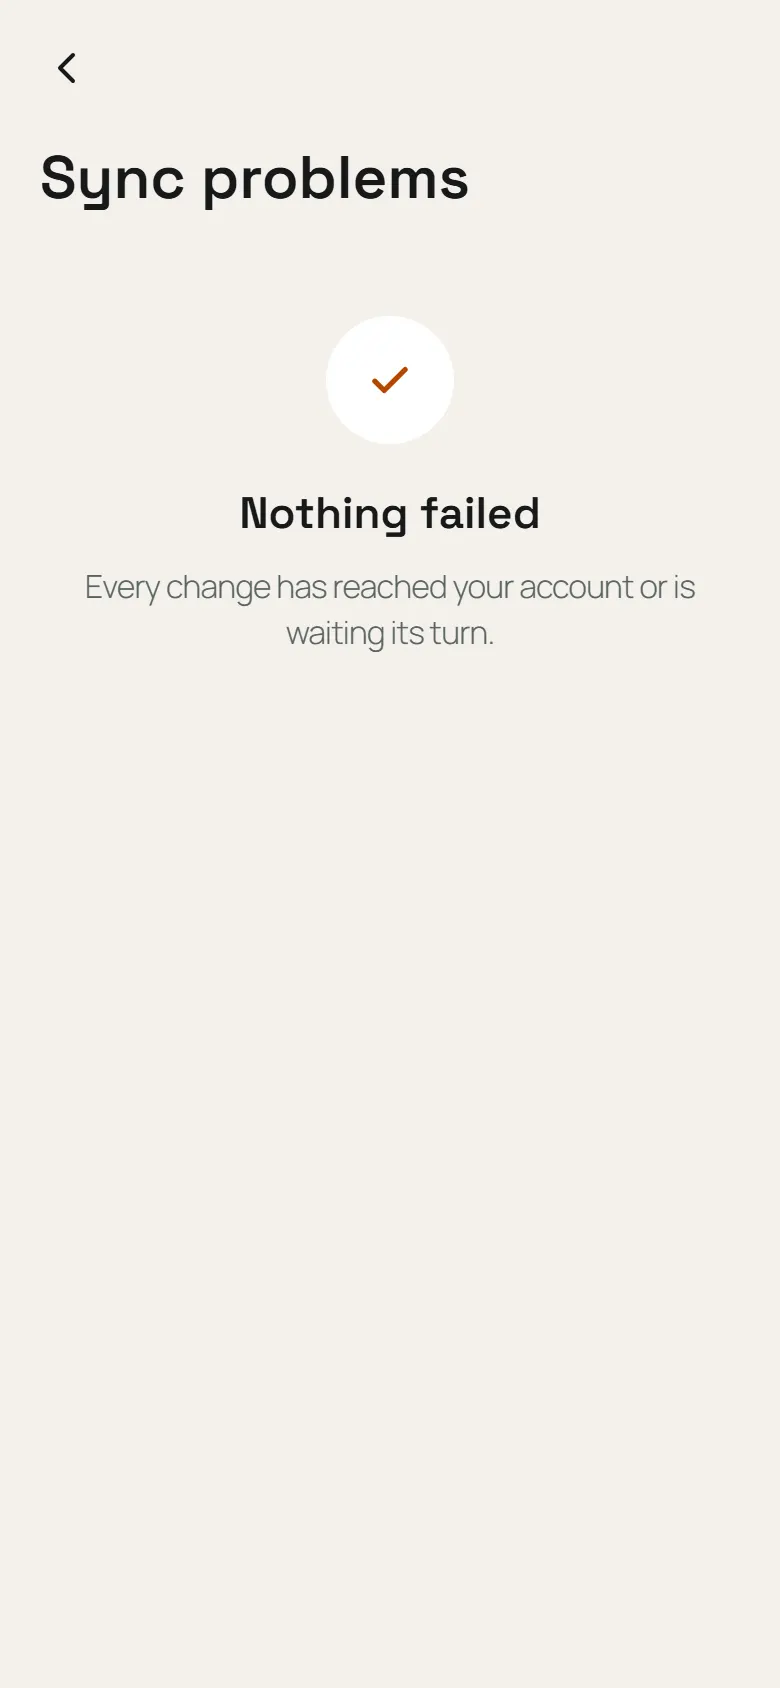 Sync problems
Nothing failed
Every change has reached your account or is
waiting its turn.